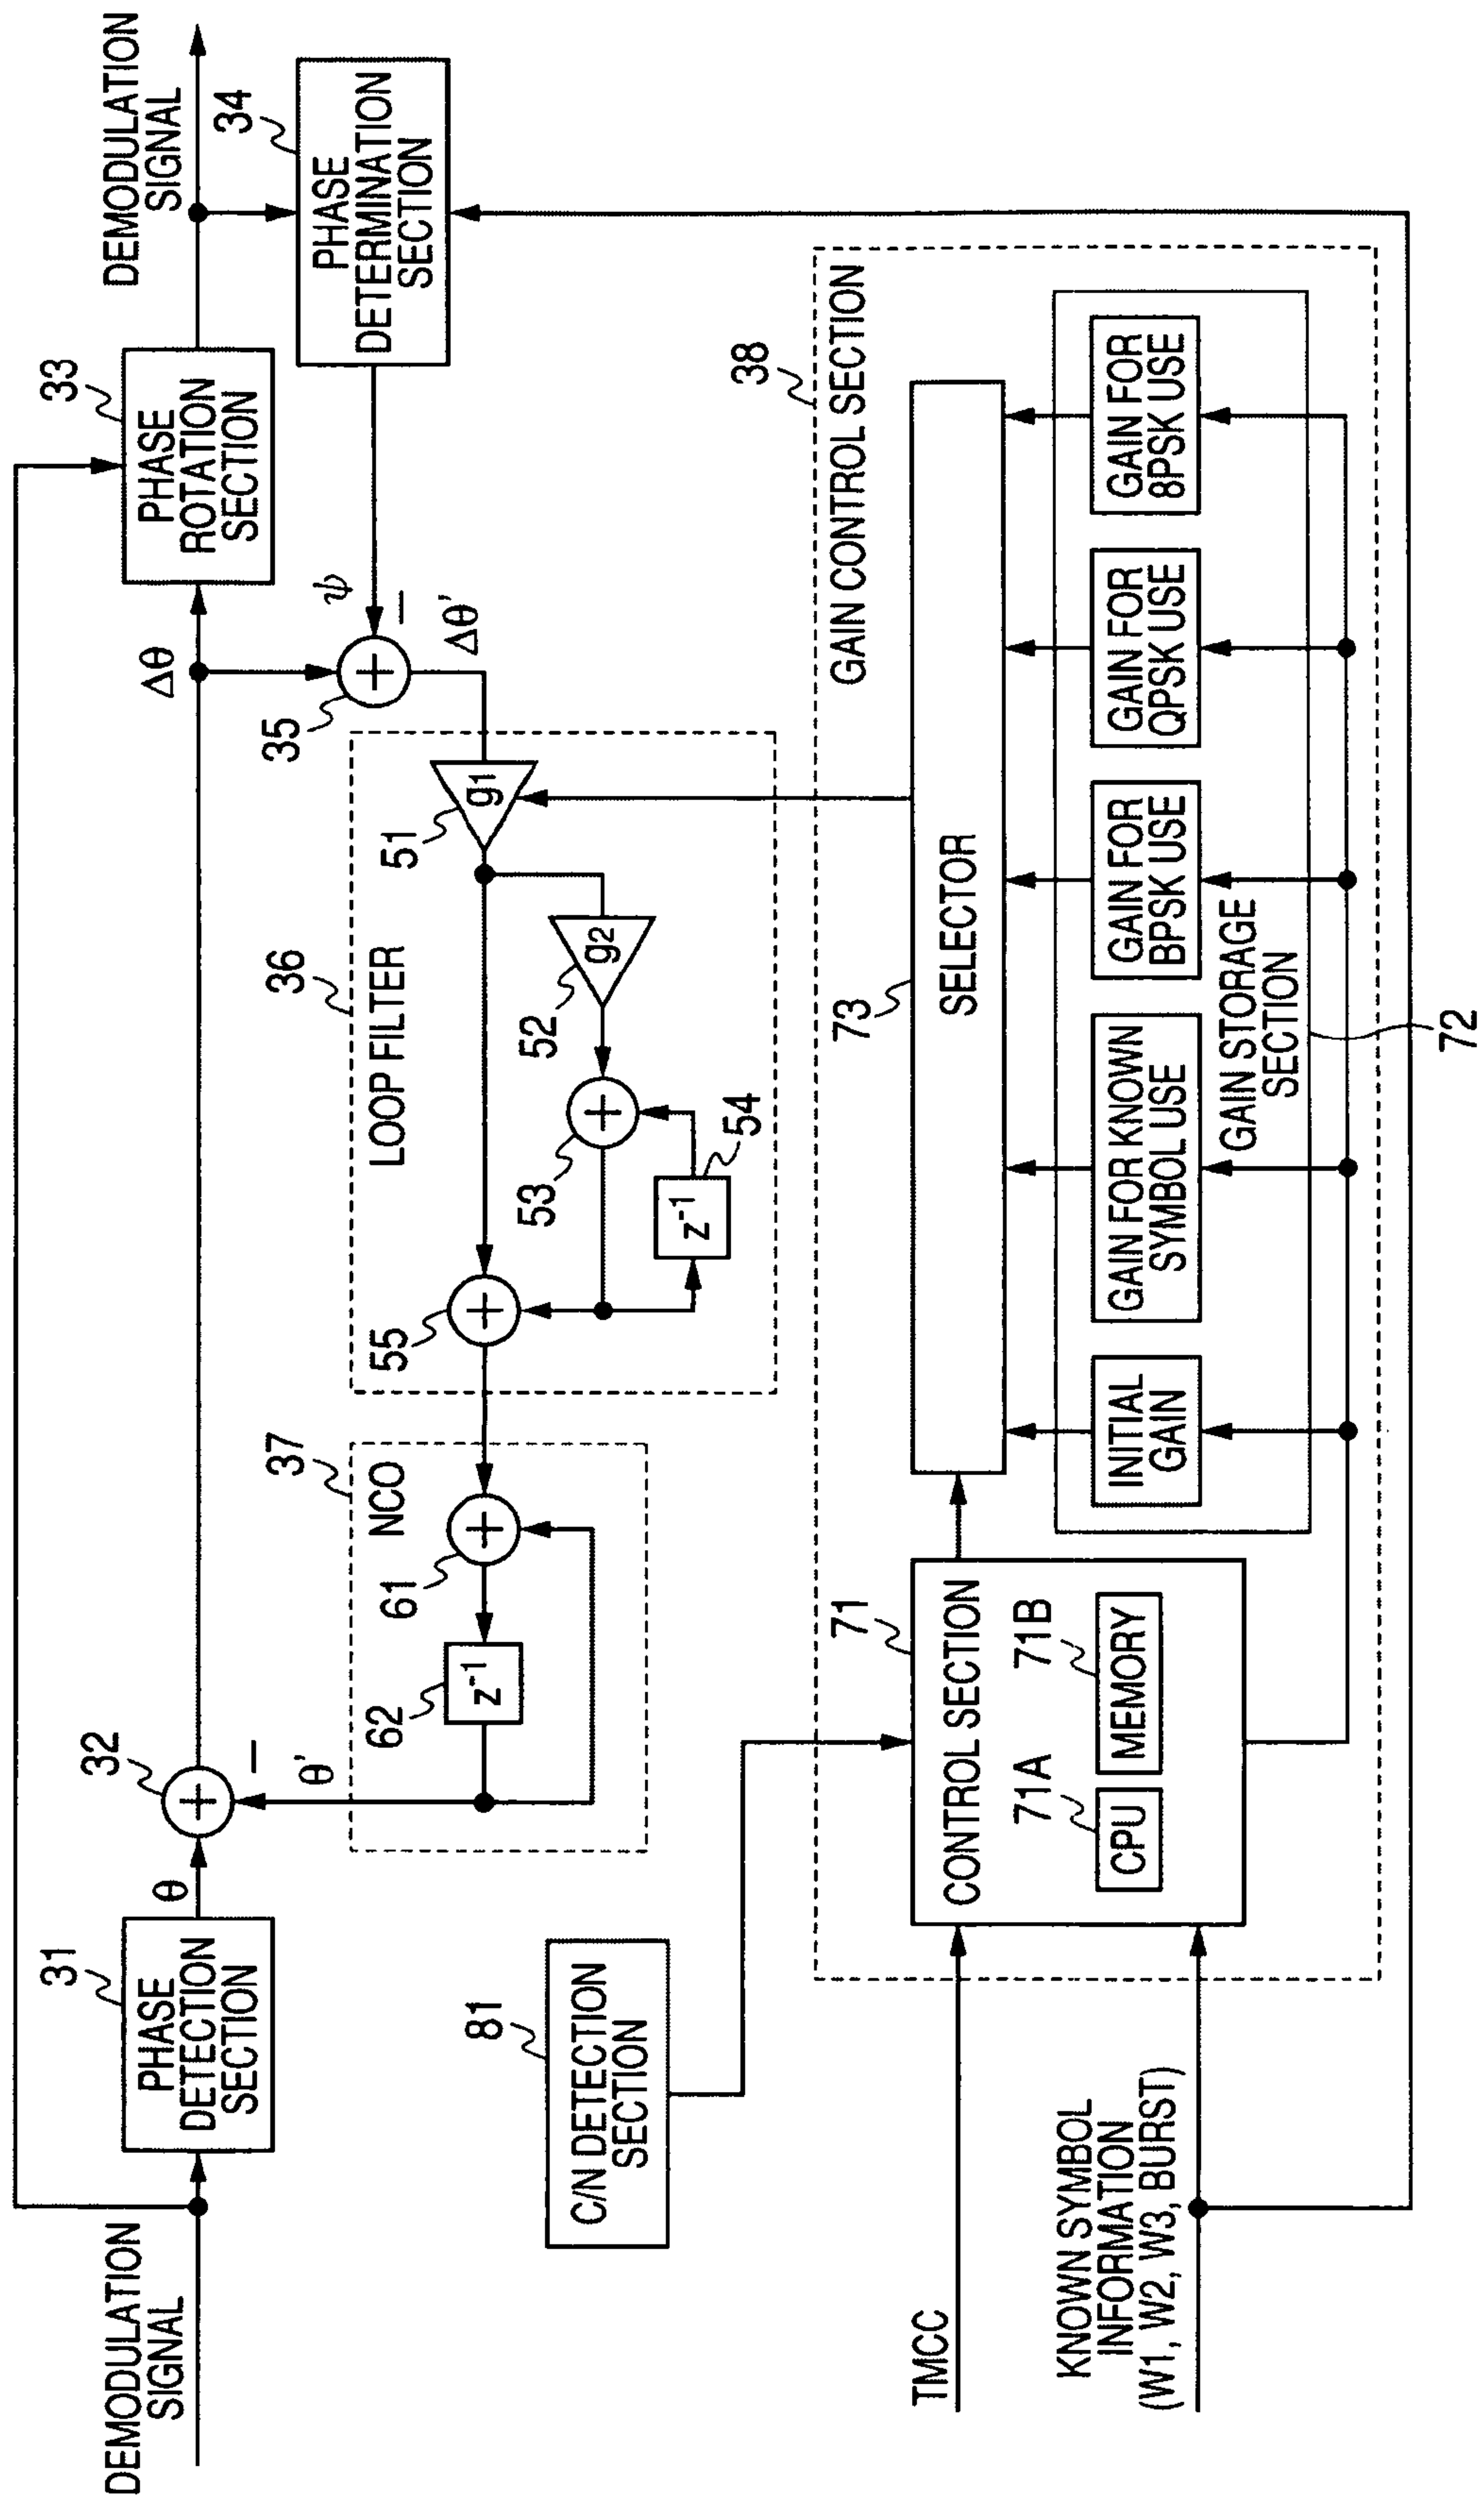 DEMODULATION
SIGNAL
31
PHASE
DETECTION
SECTION
θ
32
−
θ'
Δθ
33
PHASE
ROTATION
SECTION
DEMODULATION
SIGNAL
34
PHASE
DETERMINATION
SECTION
ψ
−
35
Δθ'
37
NCO
61
62
z⁻¹
36
LOOP FILTER
51
g1
52
g2
53
54
z⁻¹
55
81
C/N DETECTION
SECTION
38
GAIN CONTROL SECTION
71
CONTROL SECTION
71A
CPU
71B
MEMORY
73
SELECTOR
INITIAL
GAIN
GAIN FOR KNOWN
SYMBOL USE
GAIN FOR
BPSK USE
GAIN FOR
QPSK USE
GAIN FOR
8PSK USE
GAIN STORAGE
SECTION
72
TMCC
KNOWN SYMBOL
INFORMATION
(W1, W2, W3, BURST)